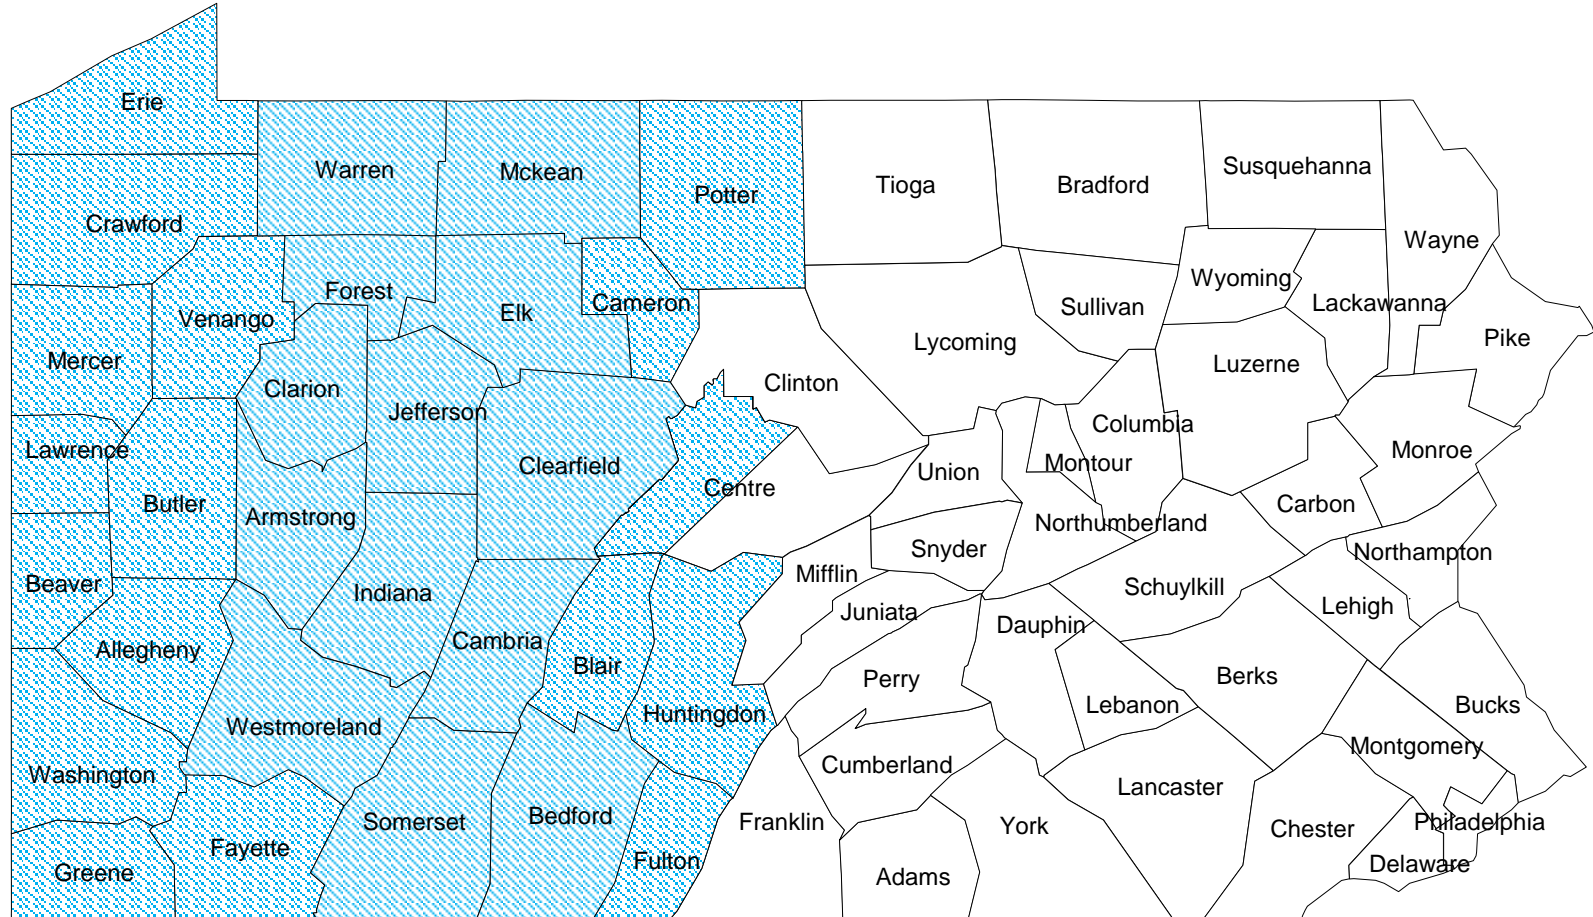 Erie
Warren
Mckean
Potter
Tioga
Bradford
Susquehanna
Crawford
Wayne
Venango
Forest
Elk
Cameron
Sullivan
Wyoming
Lackawanna
Mercer
Lycoming
Pike
Clarion
Clinton
Luzerne
Jefferson
Columbia
Lawrence
Clearfield
Centre
Union
Montour
Monroe
Butler
Armstrong
Northumberland
Carbon
Snyder
Northampton
Beaver
Indiana
Mifflin
Schuylkill
Lehigh
Juniata
Dauphin
Allegheny
Cambria
Blair
Perry
Berks
Huntingdon
Lebanon
Bucks
Westmoreland
Montgomery
Washington
Cumberland
Lancaster
Somerset
Bedford
Franklin
York
Chester
Philadelphia
Fayette
Greene
Fulton
Adams
Delaware